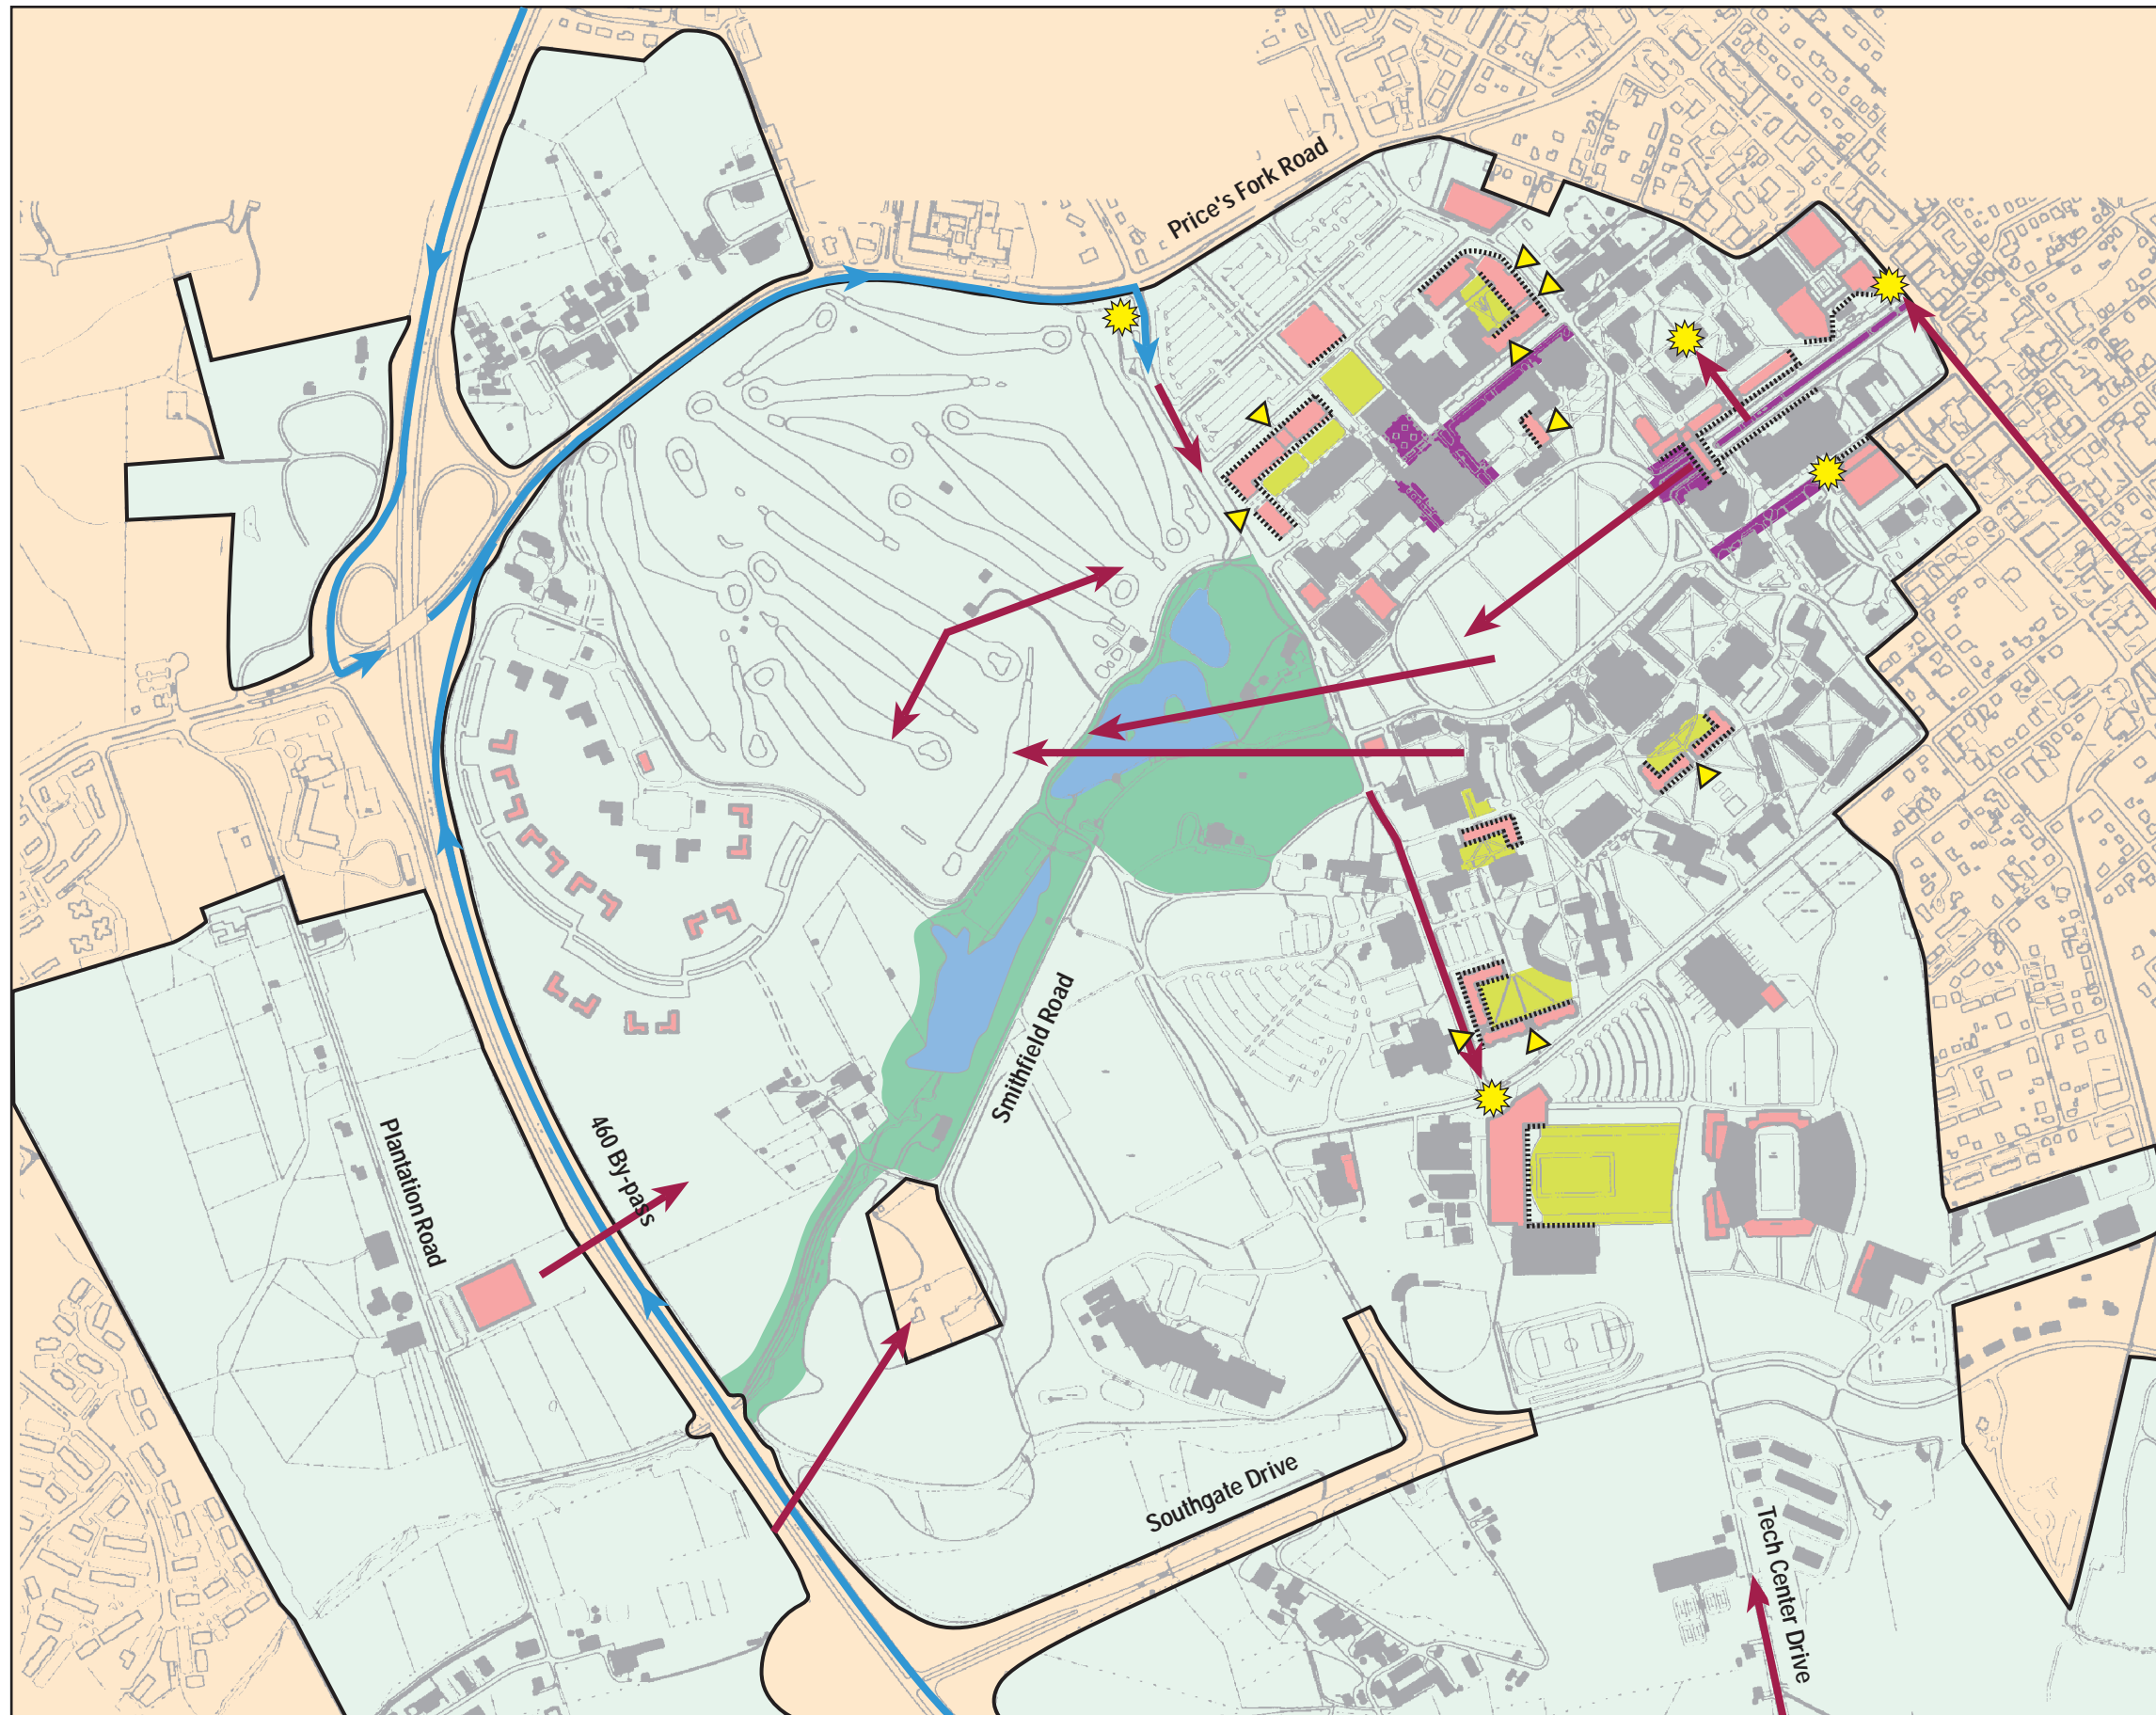 Price's Fork Road
Smithfield Road
Plantation Road
460 By-pass
Southgate Drive
Tech Center Drive